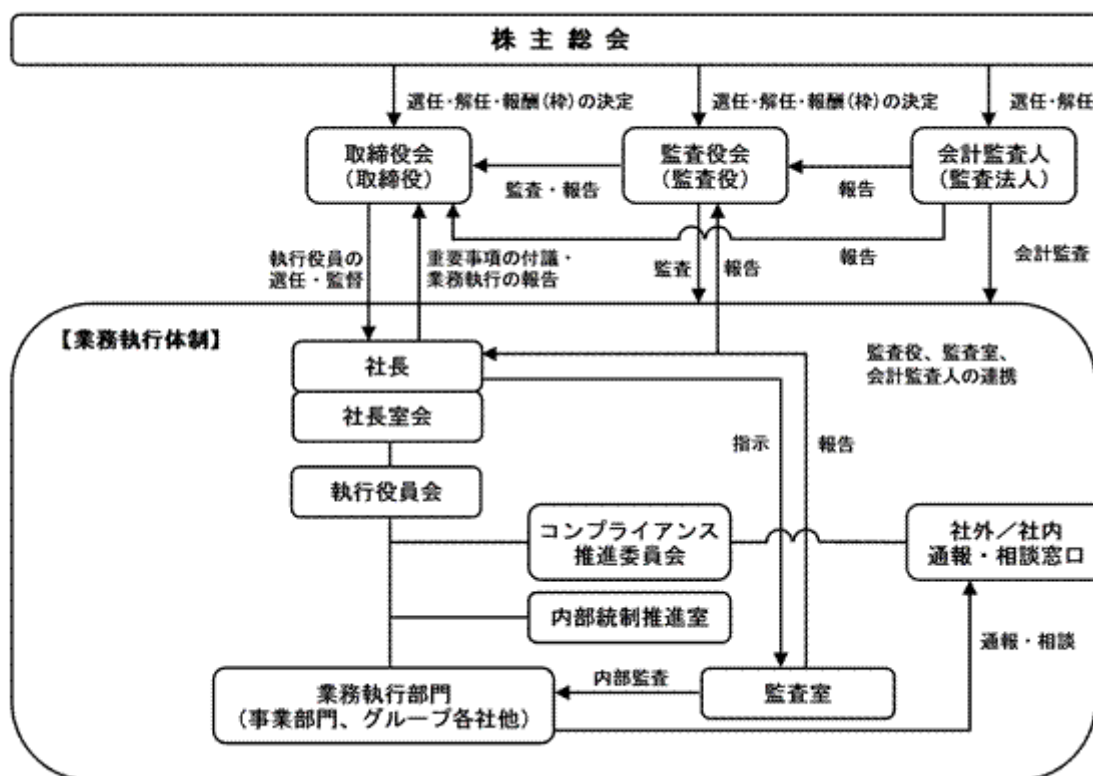 株主総会
選任・解任・報酬(枠)の決定
選任・解任・報酬(枠)の決定
選任・解任
取締役会
(取締役)
監査役会
(監査役)
会計監査人
(監査法人)
監査・報告
報告
執行役員の
選任・監督
重要事項の付議・
業務執行の報告
監査
報告
報告
会計監査
【業務執行体制】
社長
監査役、監査室、
会計監査人の連携
社長室会
指示
報告
執行役員会
コンプライアンス
推進委員会
社外/社内
通報・相談窓口
内部統制推進室
通報・相談
内部監査
業務執行部門
(事業部門、グループ各社他)
監査室